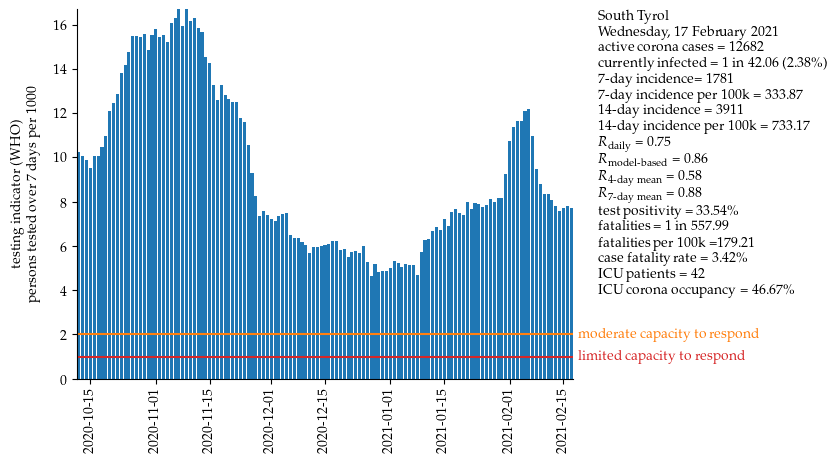 South Tyrol
Wednesday, 17 February 2021
active corona cases = 12682
currently infected = 1 in 42.06 (2.38%)
7-day incidence= 1781
7-day incidence per 100k = 333.87
14-day incidence = 3911
14-day incidence per 100k = 733.17
Rdaily = 0.75
Rmodel-based = 0.86
R4-day mean = 0.58
R7-day mean = 0.88
test positivity = 33.54%
fatalities = 1 in 557.99
fatalities per 100k =179.21
case fatality rate = 3.42%
ICU patients = 42
ICU corona occupancy = 46.67%
testing indicator (WHO)
persons tested over 7 days per 1000
16
14
12
10
8
6
4
2
0
moderate capacity to respond
limited capacity to respond
2020-10-15
2020-11-01
2020-11-15
2020-12-01
2020-12-15
2021-01-01
2021-01-15
2021-02-01
2021-02-15